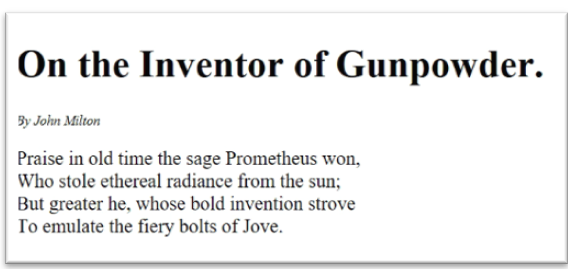 On the Inventor of Gunpowder.
By John Milton
Praise in old time the sage Prometheus won,
Who stole ethereal radiance from the sun;
But greater he, whose bold invention strove
To emulate the fiery bolts of Jove.